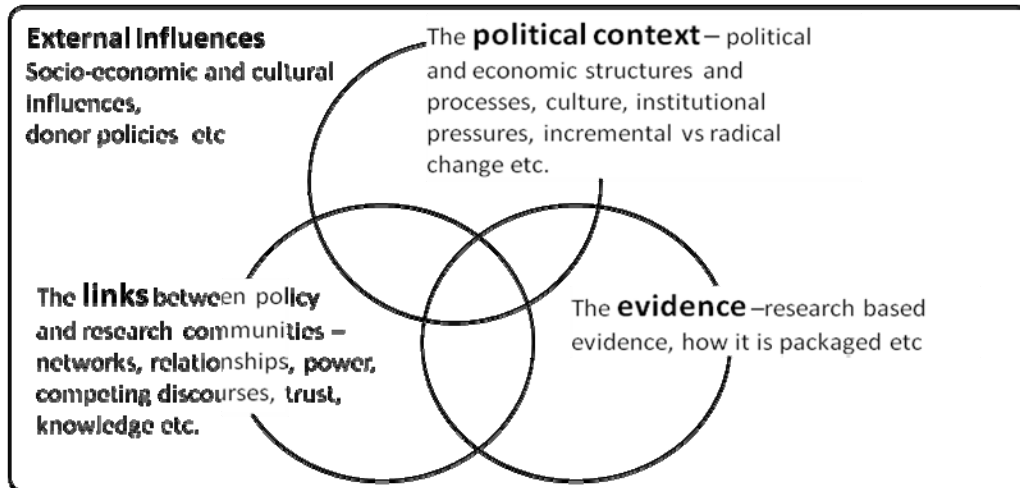 External Influences
Socio-economic and cultural
influences,
donor policies etc
The political context – political
and economic structures and
processes, culture, institutional
pressures, incremental vs radical
change etc.
The links between policy
and research communities –
networks, relationships, power,
competing discourses, trust,
knowledge etc.
The evidence –research based
evidence, how it is packaged etc